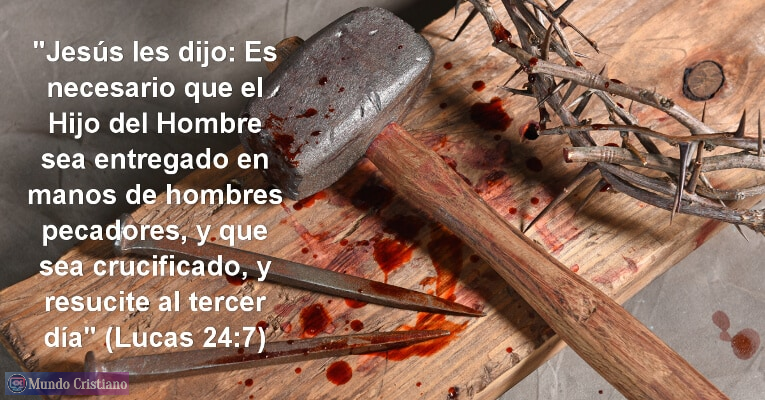 "Jesús les dijo: Es
necesario que el
Hijo del Hombre
sea entregado en
manos de hombres
pecadores, y que
sea crucificado, y
resucite al tercer
día" (Lucas 24:7)
Mundo Cristiano